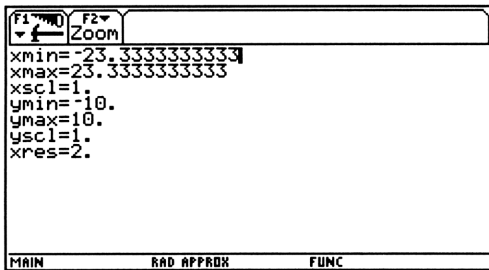 F1 F2
Zoom
xmin=-23.3333333333
xmax=23.3333333333
xscl=1.
ymin=-10.
ymax=10.
yscl=1.
xres=2.
MAIN RAD APPROX FUNC